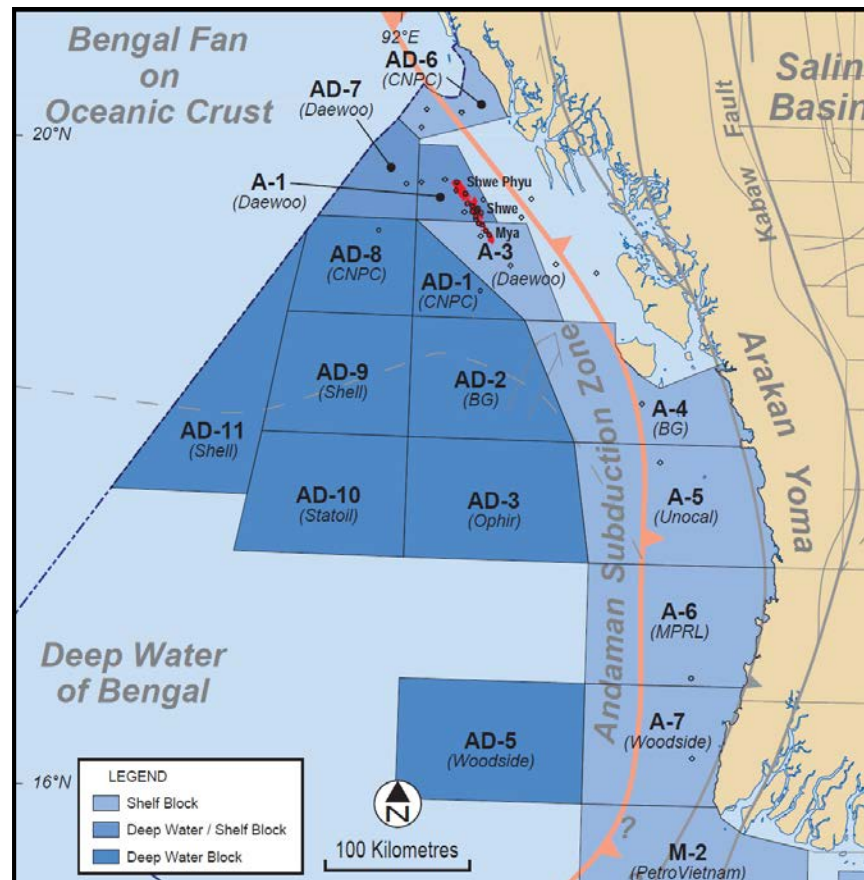 Bengal Fan
on
Oceanic Crust
92°E
AD-6
(CNPC)
AD-7
(Daewoo)
Salin
Basin
Kabaw Fault
20°N
A-1
(Daewoo)
Shwe Phyu
Shwe
Mya
A-3
(Daewoo)
AD-8
(CNPC)
AD-1
(CNPC)
AD-9
(Shell)
AD-2
(BG)
AD-11
(Shell)
A-4
(BG)
Arakan Yoma
AD-10
(Statoil)
AD-3
(Ophir)
A-5
(Unocal)
Andaman Subduction Zone
A-6
(MPRL)
Deep Water
of Bengal
AD-5
(Woodside)
A-7
(Woodside)
16°N
LEGEND
Shelf Block
Deep Water / Shelf Block
Deep Water Block
N
100 Kilometres
?
M-2
(PetroVietnam)